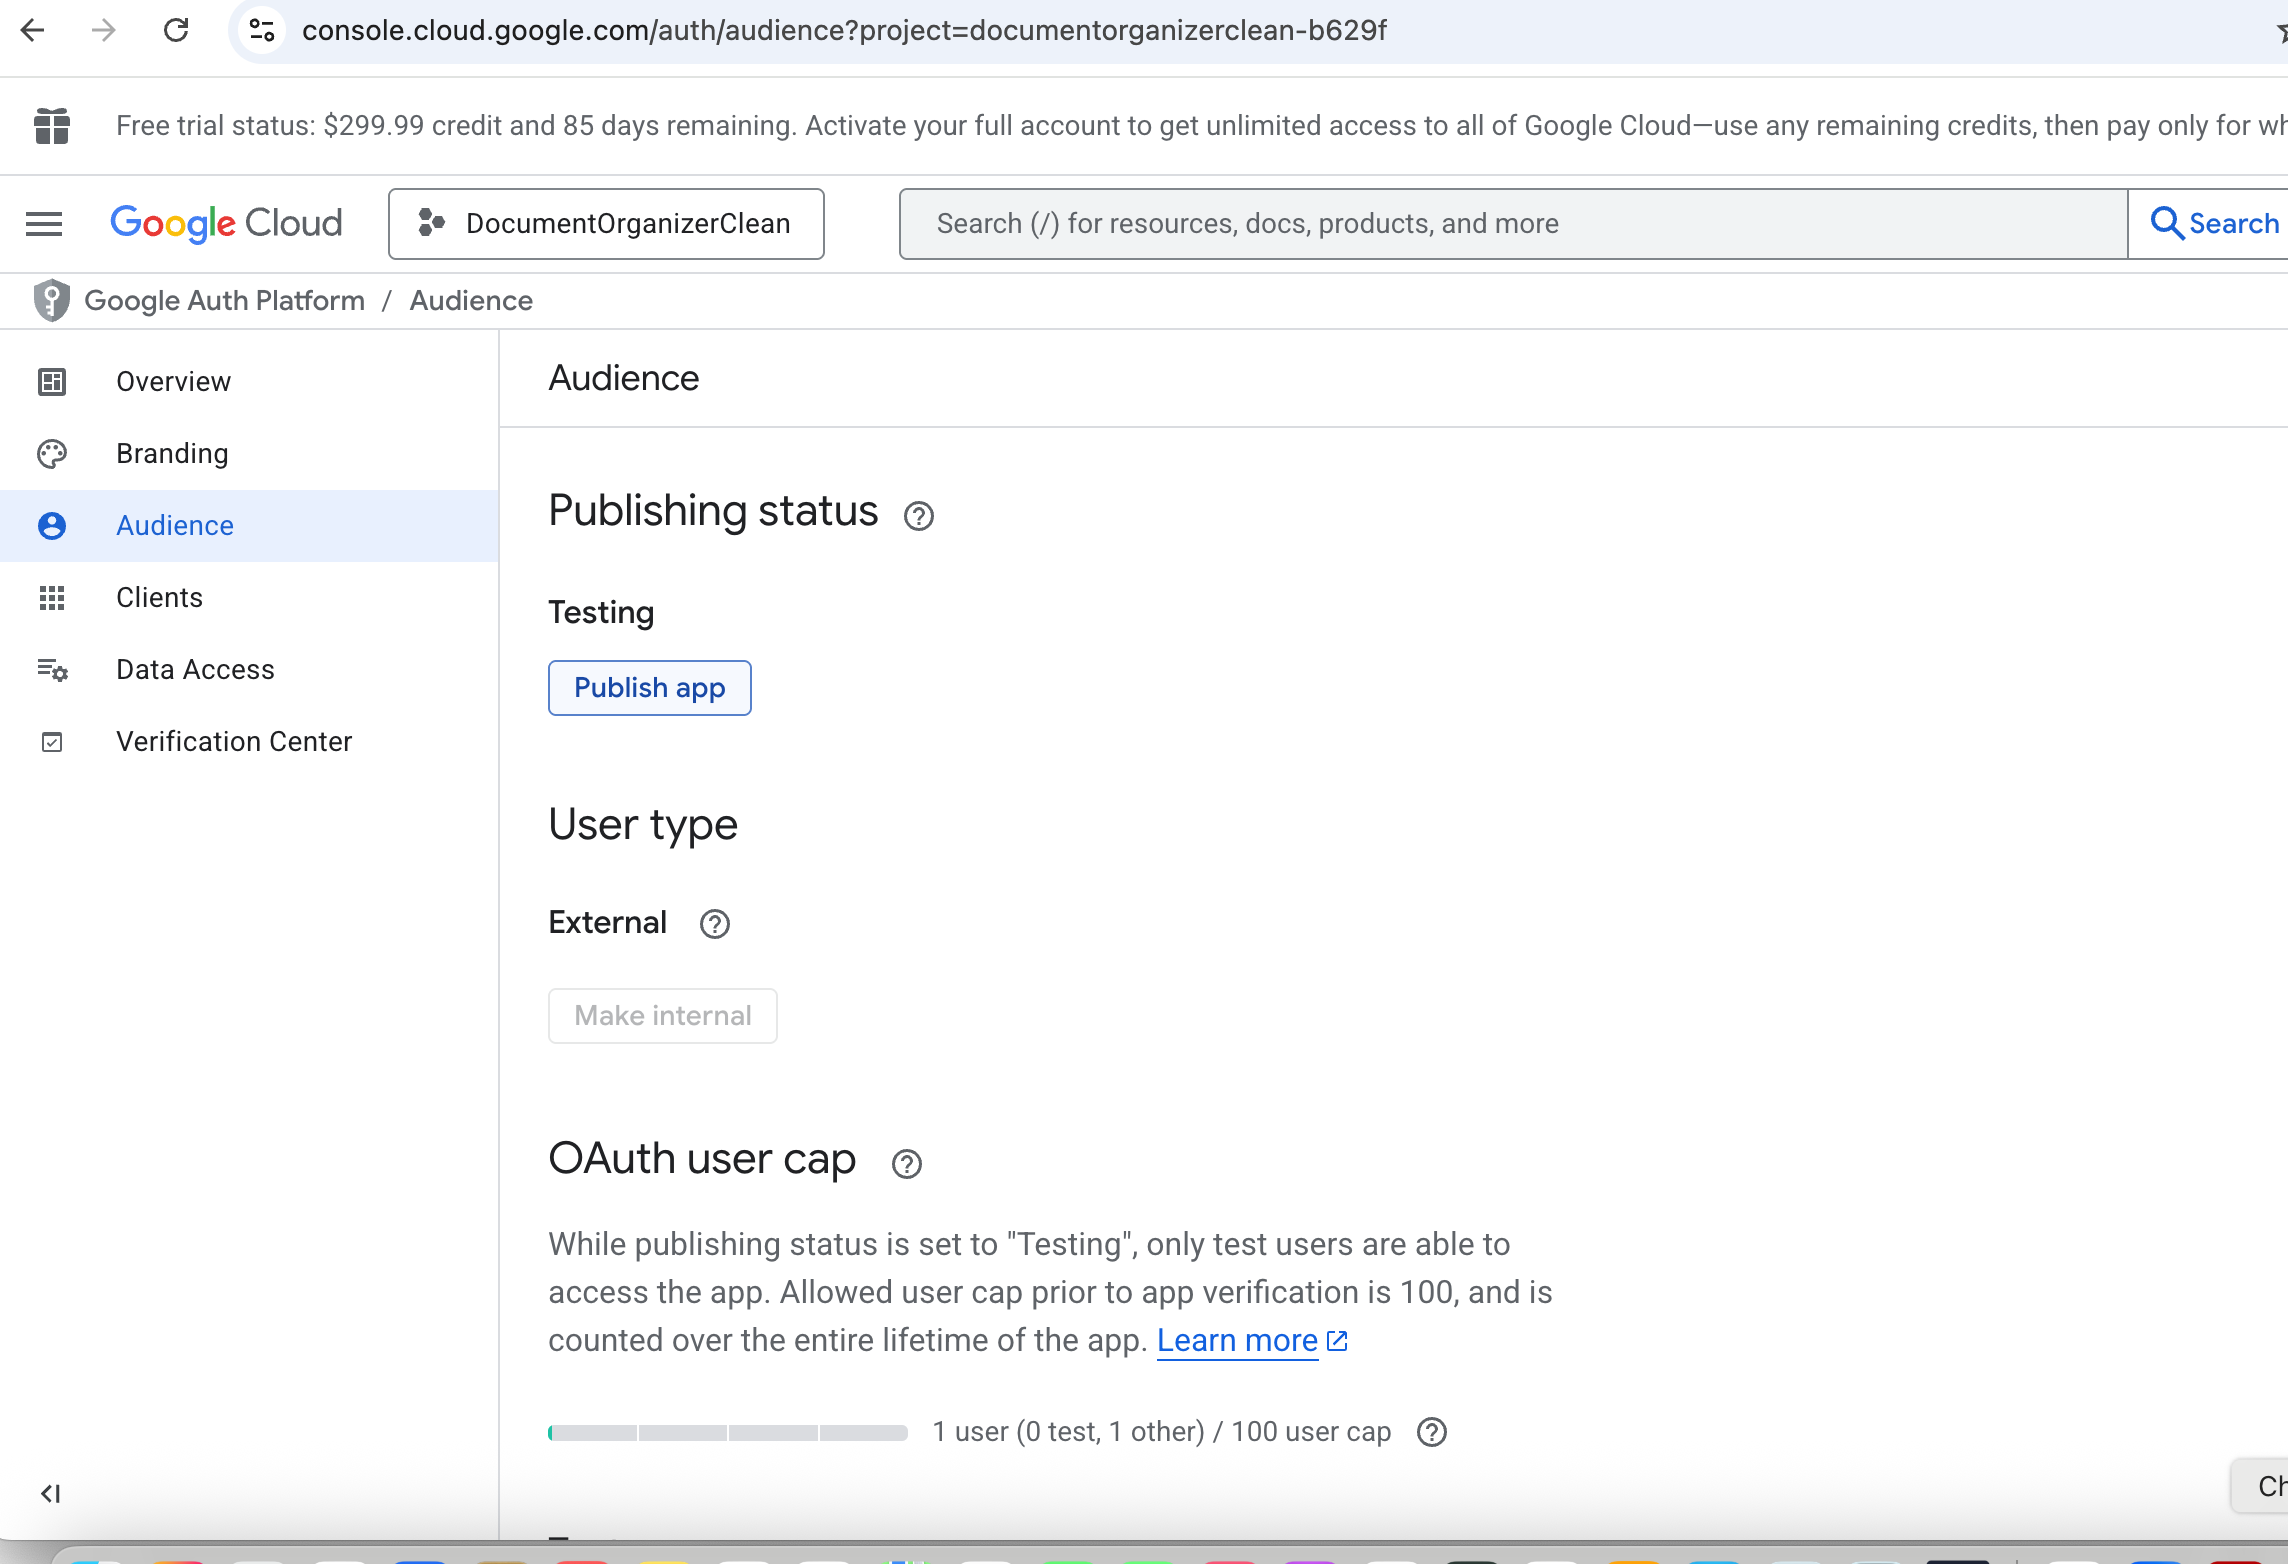 console.cloud.google.com/auth/audience?project=documentorganizerclean-b629f
Free trial status: $299.99 credit and 85 days remaining. Activate your full account to get unlimited access to all of Google Cloud—use any remaining credits, then pay only for
Google Cloud
DocumentOrganizerClean
Search (/) for resources, docs, products, and more
Search
Google Auth Platform / Audience
Overview
Branding
Audience
Clients
Data Access
Verification Center
Audience
Publishing status
Testing
Publish app
User type
External
Make internal
OAuth user cap
While publishing status is set to "Testing", only test users are able to
access the app. Allowed user cap prior to app verification is 100, and is
counted over the entire lifetime of the app. Learn more
1 user (0 test, 1 other) / 100 user cap